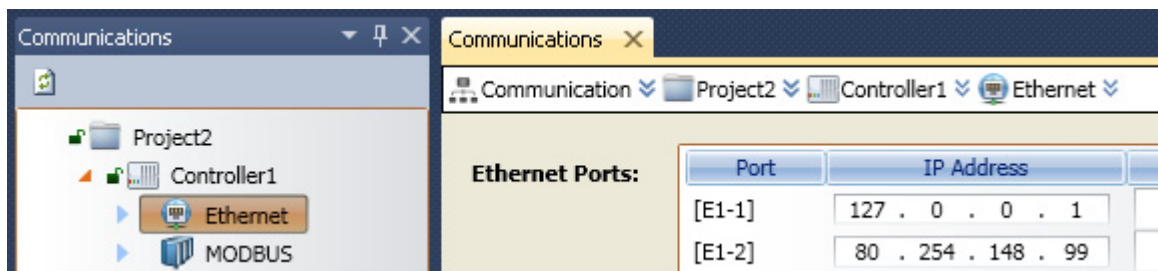 Communications
Project2
Controller1
Ethernet
MODBUS
Communications
Communication Project2 Controller1 Ethernet
Ethernet Ports:
Port IP Address
[E1-1] 127 . 0 . 0 . 1
[E1-2] 80 . 254 . 148 . 99